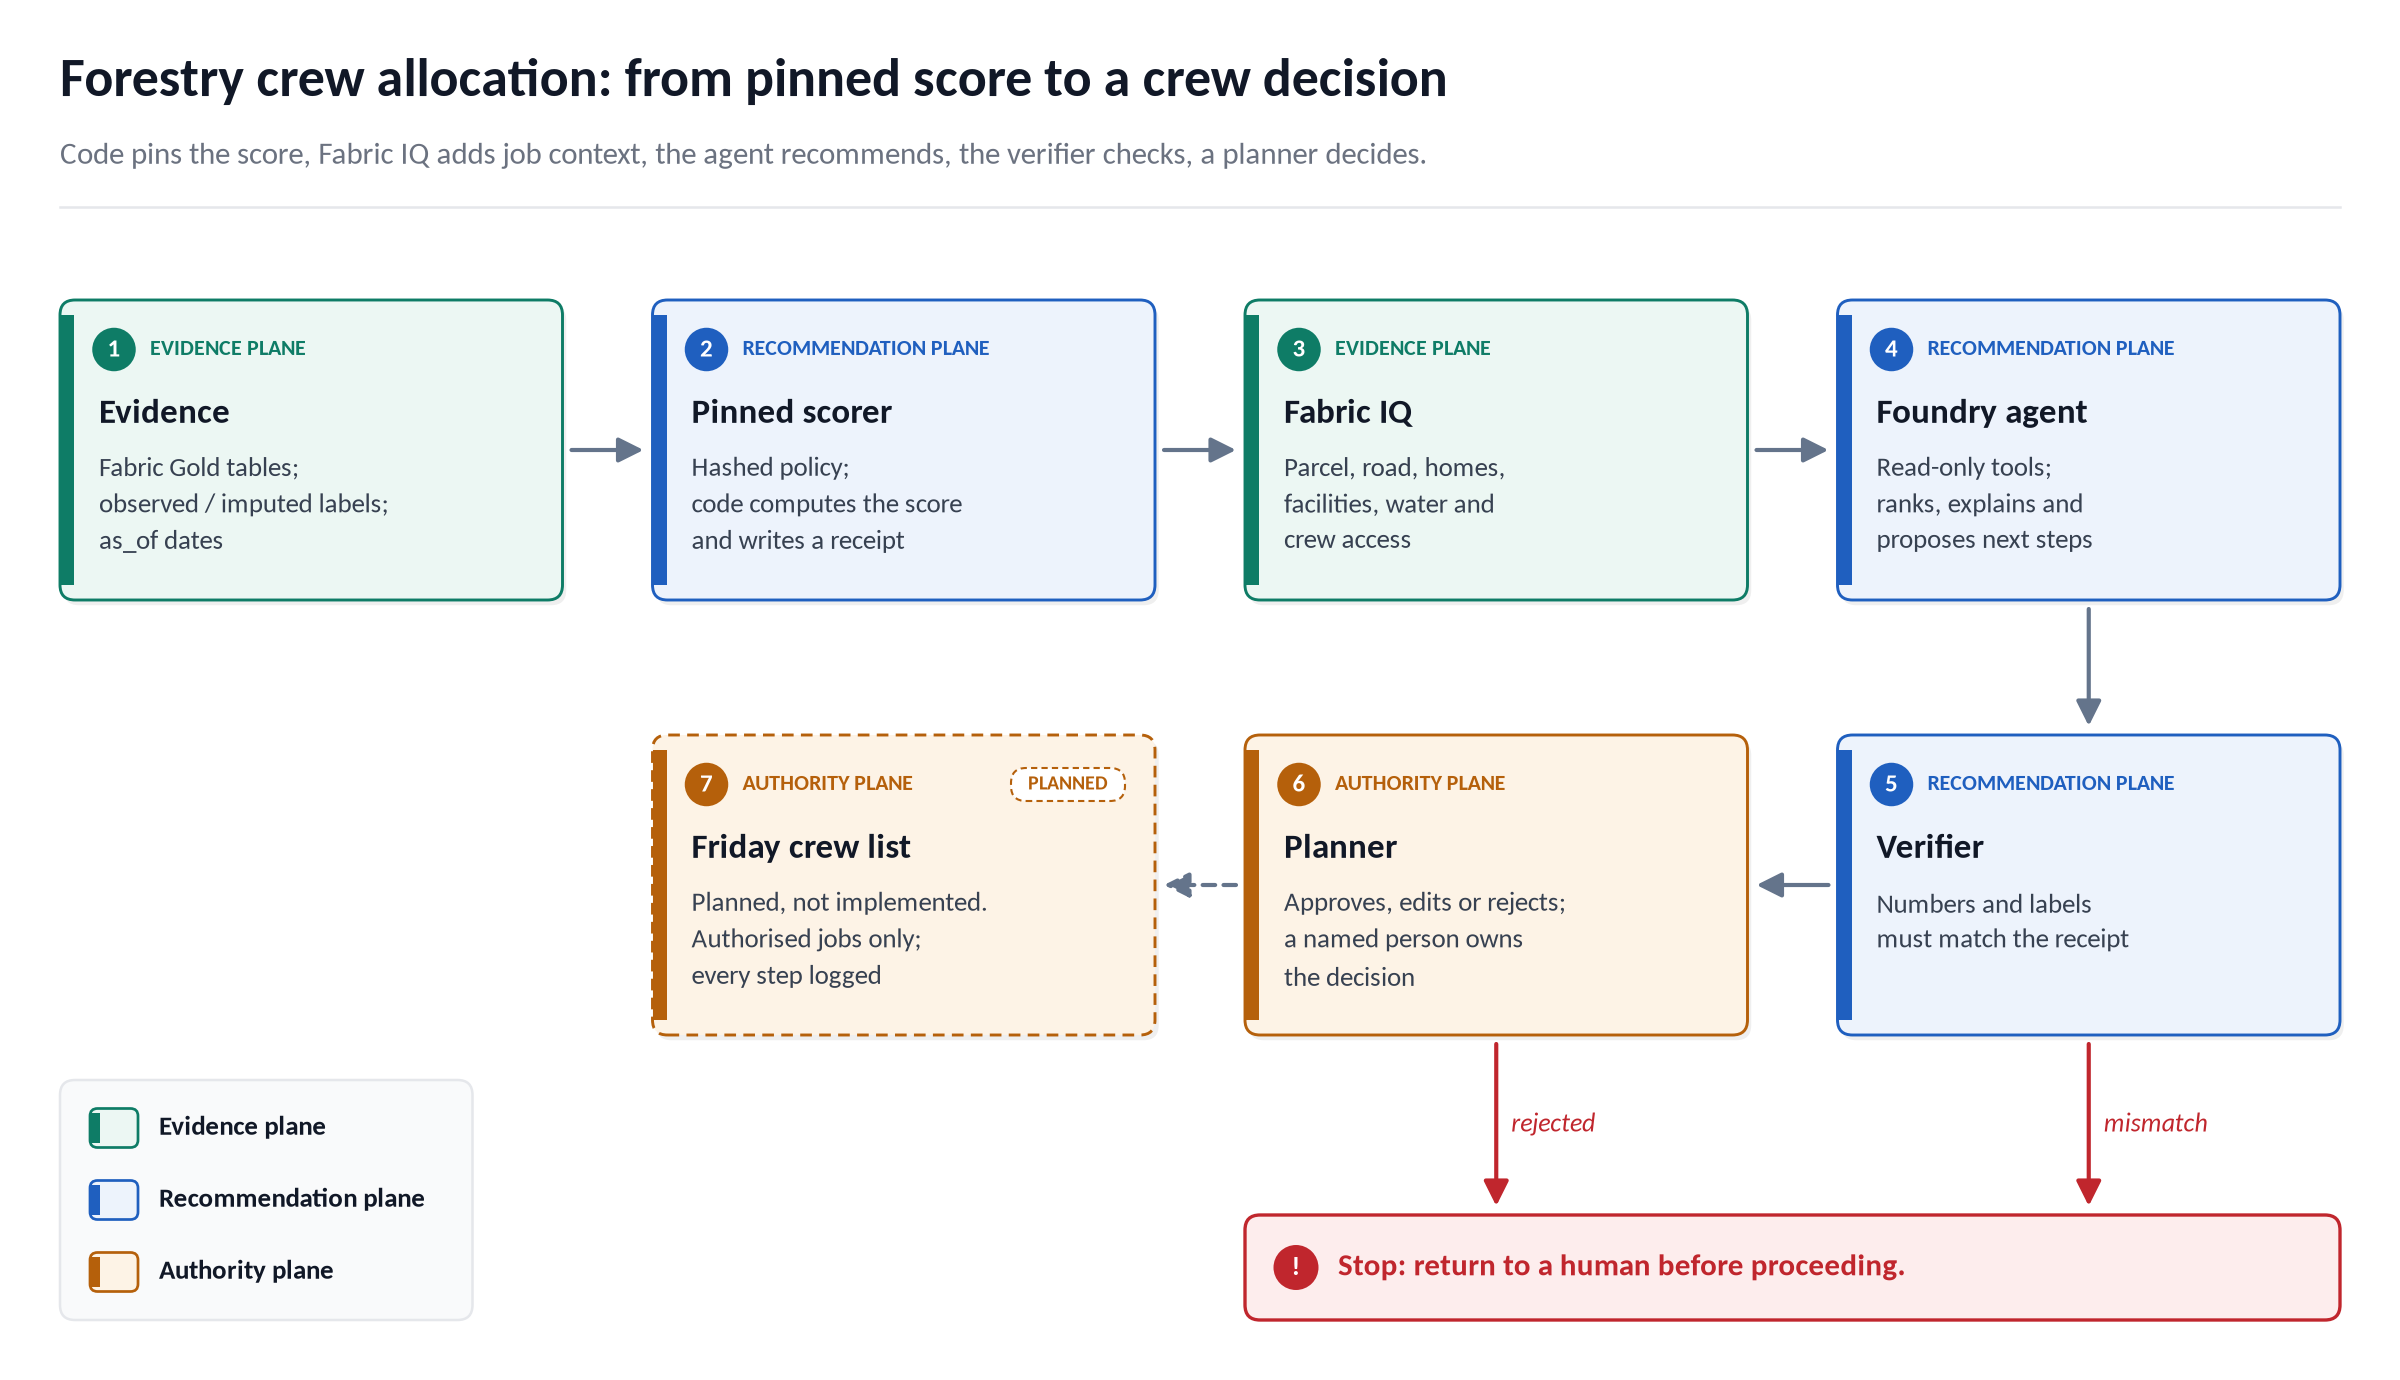 Forestry crew allocation: from pinned score to a crew decision
Code pins the score, Fabric IQ adds job context, the agent recommends, the verifier checks, a planner decides.
1 EVIDENCE PLANE
Evidence
Fabric Gold tables;
observed / imputed labels;
as_of dates
2 RECOMMENDATION PLANE
Pinned scorer
Hashed policy;
code computes the score
and writes a receipt
3 EVIDENCE PLANE
Fabric IQ
Parcel, road, homes,
facilities, water and
crew access
4 RECOMMENDATION PLANE
Foundry agent
Read-only tools;
ranks, explains and
proposes next steps
5 RECOMMENDATION PLANE
Verifier
Numbers and labels
must match the receipt
6 AUTHORITY PLANE
Planner
Approves, edits or rejects;
a named person owns
the decision
7 AUTHORITY PLANE PLANNED
Friday crew list
Planned, not implemented.
Authorised jobs only;
every step logged
rejected
mismatch
! Stop: return to a human before proceeding.
Evidence plane
Recommendation plane
Authority plane